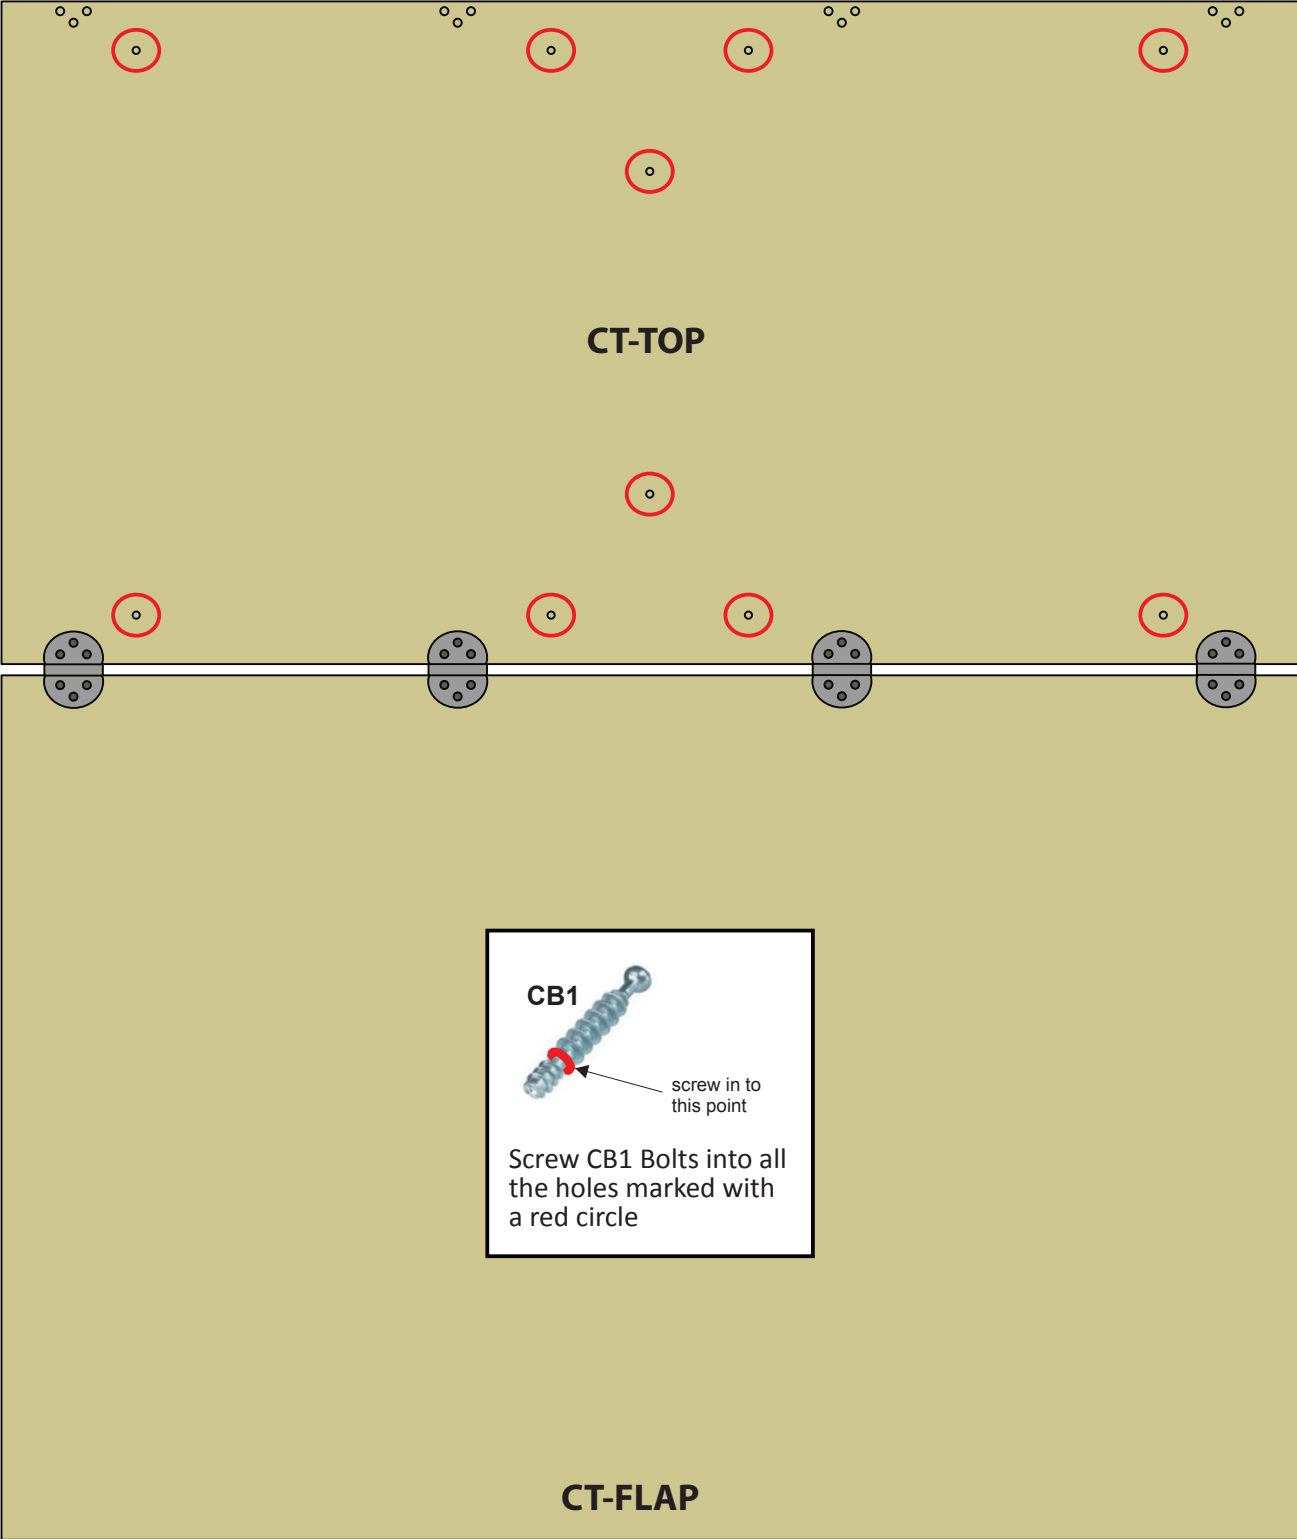 CT-TOP
CB1
screw in to
this point
Screw CB1 Bolts into all
the holes marked with
a red circle
CT-FLAP